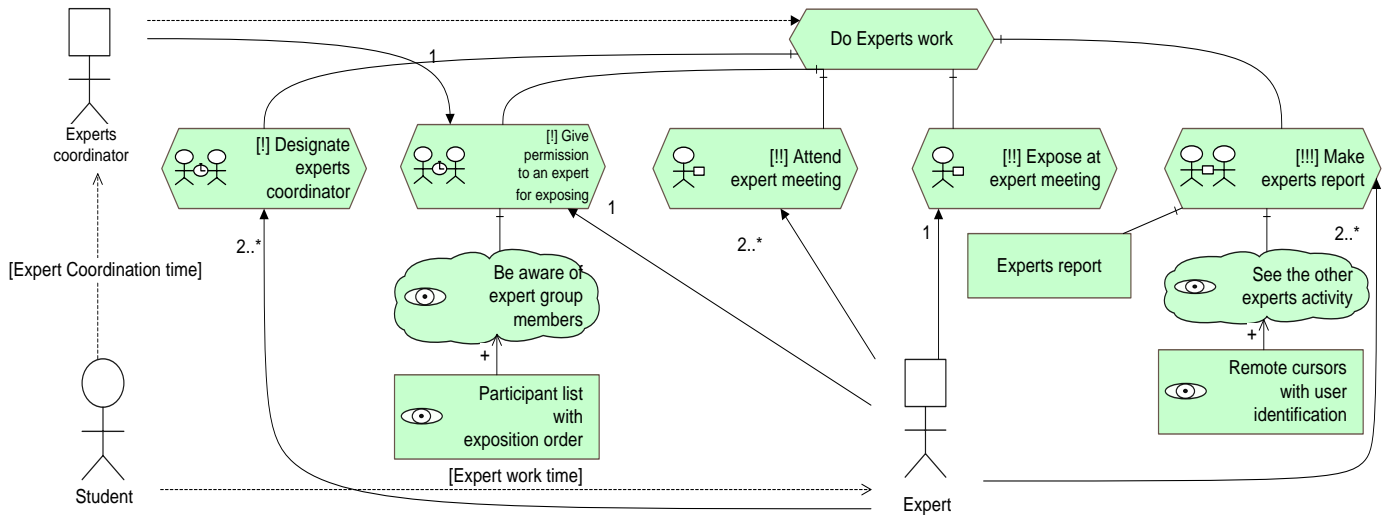 Do Experts work
1
Experts
coordinator
[!] Designate
experts
coordinator
[!] Give
permission
to an expert
for exposing
[!!] Attend
expert meeting
[!!] Expose at
expert meeting
[!!!] Make
experts report
1
2..*
2..*
1
2..*
[Expert Coordination time]
Be aware of
expert group
members
Experts report
See the other
experts activity
+
+
Participant list
with
exposition order
Remote cursors
with user
identification
[Expert work time]
Student
Expert